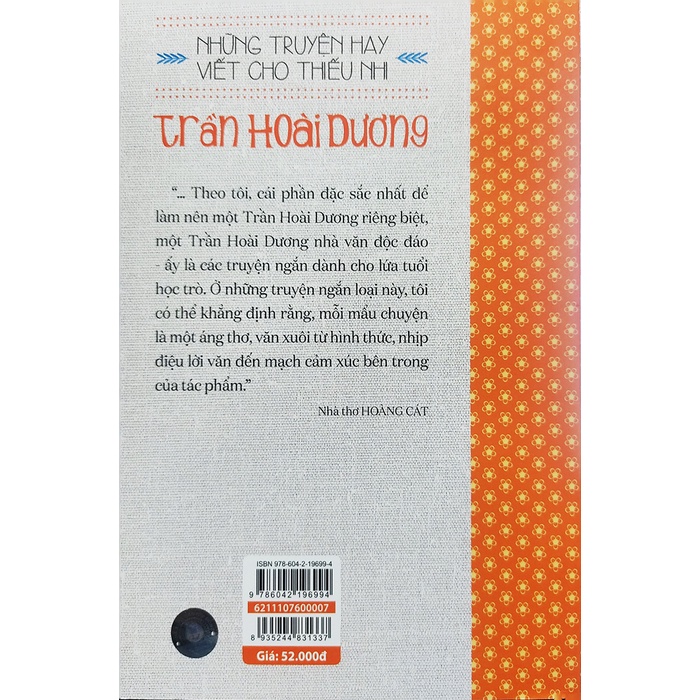 NHỮNG TRUYỆN HAY
VIẾT CHO THIẾU NHI
Trần Hoài Dương
“... Theo tôi, cái phần đặc sắc nhất để
làm nên một Trần Hoài Dương riêng biệt,
một Trần Hoài Dương nhà văn độc đáo
- ấy là các truyện ngắn dành cho lứa tuổi
học trò. Ở những truyện ngắn loại này, tôi
có thể khẳng định rằng, mỗi mẩu chuyện
là một áng thơ, văn xuôi từ hình thức, nhịp
điệu lời văn đến mạch cảm xúc bên trong
của tác phẩm.”
Nhà thơ HOÀNG CÁT
ISBN 978-604-2-19699-4
9 786042 196994
6211107600007
8 935244 831337
Giá: 52.000đ